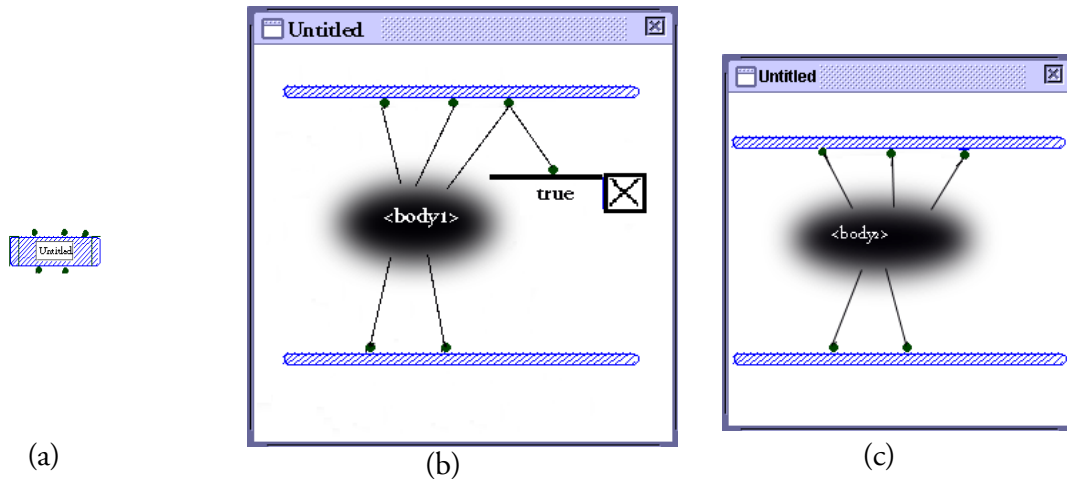 Untitled
Untitled
true
<body1>
Untitled
<body2>
(a)
(b)
(c)